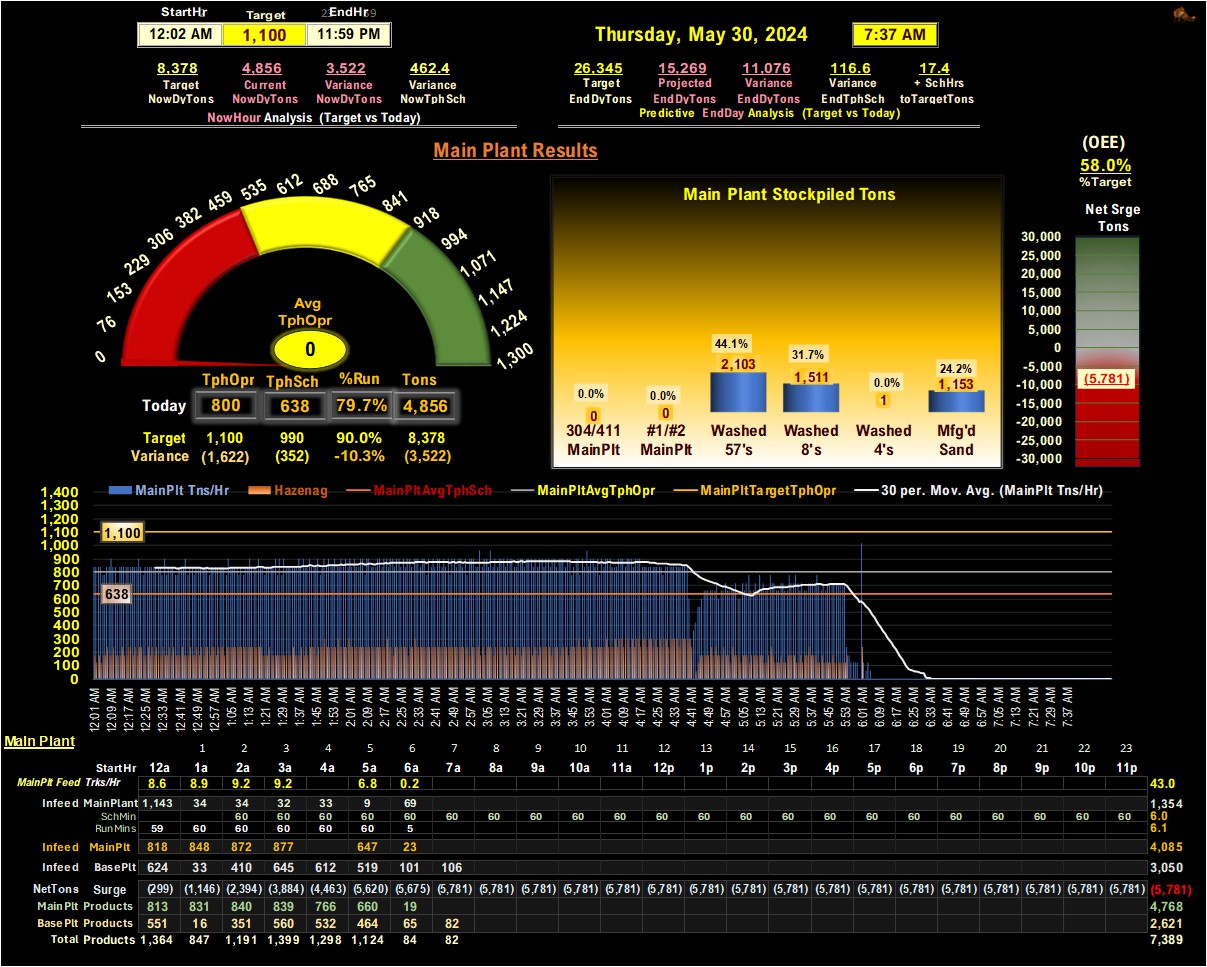 StartHr Target EndHr
12:02 AM 1,100 11:59 PM
Thursday, May 30, 2024 7:37 AM
8,378 4,856 3,522 462.4
Target Current Variance Variance
NowDyTons NowDyTons NowDyTons NowTphSch
NowHour Analysis (Target vs Today)
26,345 15,269 11,076 116.6 17.4
Target Projected Variance Variance + SchHrs
EndDyTons EndDyTons EndDyTons EndTphSch toTargetTons
Predictive EndDay Analysis (Target vs Today)
Main Plant Results
(OEE)
58.0%
%Target
Net Srge
Tons
30,000
25,000
20,000
15,000
10,000
5,000
0
-5,000
-10,000
-15,000
-20,000
-25,000
-30,000
(5,781)
0 76 153 229 306 382 459 535 612 688 765 841 918 994 1,071 1,147 1,224 1,300
Avg
TphOpr
0
TphOpr TphSch %Run Tons
Today 800 638 79.7% 4,856
Target 1,100 990 90.0% 8,378
Variance (1,622) (352) -10.3% (3,522)
Main Plant Stockpiled Tons
0.0% 0.0% 44.1% 31.7% 0.0% 24.2%
0 0 2,103 1,511 1 1,153
304/411 #1/#2 Washed Washed Washed Mfg'd
MainPlt MainPlt 57's 8's 4's Sand
MainPlt Tns/Hr Hazenag MainPltAvgTphSch MainPltAvgTphOpr MainPltTargetTphOpr 30 per. Mov. Avg. (MainPlt Tns/Hr)
1,400
1,300
1,200
1,100
1,000
900
800
700
600
500
400
300
200
100
0
1,100
638
12:01 AM 12:09 AM 12:17 AM 12:25 AM 12:33 AM 12:41 AM 12:49 AM 12:57 AM 1:05 AM 1:13 AM 1:21 AM 1:29 AM 1:37 AM 1:45 AM 1:53 AM 2:01 AM 2:09 AM 2:17 AM 2:25 AM 2:33 AM 2:41 AM 2:49 AM 2:57 AM 3:05 AM 3:13 AM 3:21 AM 3:29 AM 3:37 AM 3:45 AM 3:53 AM 4:01 AM 4:09 AM 4:17 AM 4:25 AM 4:33 AM 4:41 AM 4:49 AM 4:57 AM 5:05 AM 5:13 AM 5:21 AM 5:29 AM 5:37 AM 5:45 AM 5:53 AM 6:01 AM 6:09 AM 6:17 AM 6:25 AM 6:33 AM 6:41 AM 6:49 AM 6:57 AM 7:05 AM 7:13 AM 7:21 AM 7:29 AM 7:37 AM
Main Plant
1 2 3 4 5 6 7 8 9 10 11 12 13 14 15 16 17 18 19 20 21 22 23
StartHr 12a 1a 2a 3a 4a 5a 6a 7a 8a 9a 10a 11a 12p 1p 2p 3p 4p 5p 6p 7p 8p 9p 10p 11p
MainPlt Feed Trks/Hr 8.6 8.9 9.2 9.2 6.8 0.2 43.0
Infeed MainPlant 1,143 34 34 32 33 9 69 1,354
SchMin 60 60 60 60 60 60 60 60 60 60 60 60 60 60 60 60 60 60 60 60 60 60 6.0
RunMins 59 60 60 60 60 60 5 6.1
Infeed MainPlt 818 848 872 877 647 23 4,085
Infeed BasePlt 624 33 410 645 612 519 101 106 3,050
NetTons Surge (299) (1,146) (2,394) (3,884) (4,463) (5,620) (5,675) (5,781) (5,781) (5,781) (5,781) (5,781) (5,781) (5,781) (5,781) (5,781) (5,781) (5,781) (5,781) (5,781) (5,781) (5,781) (5,781) (5,781) (5,781)
MainPlt Products 813 831 840 839 766 660 19 4,768
BasePlt Products 551 16 351 560 532 464 65 82 2,621
Total Products 1,364 847 1,191 1,399 1,298 1,124 84 82 7,389